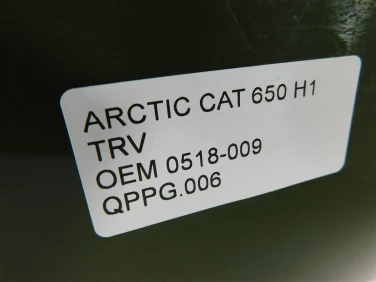 ARCTIC CAT 650 H1
TRV
OEM 0518-009
QPPG.006